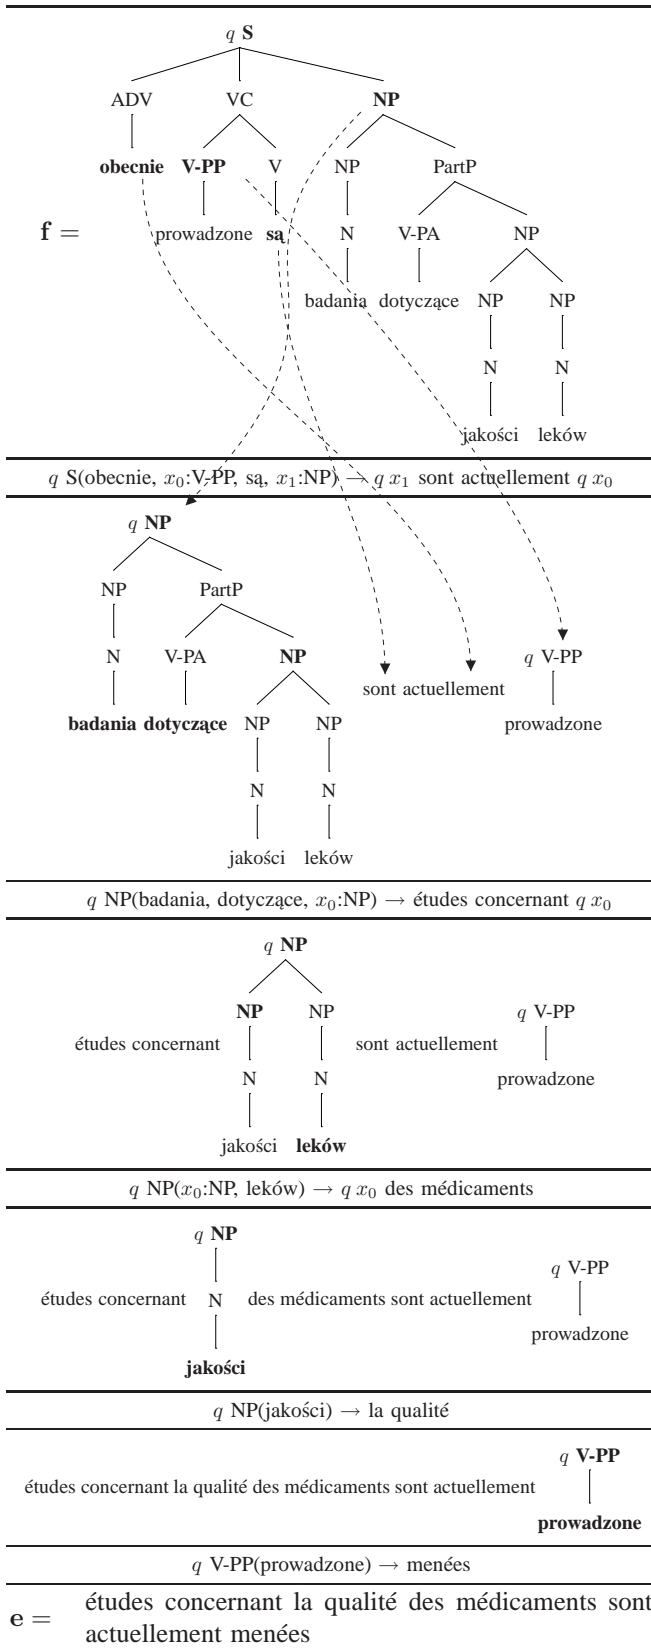 q S
ADV VC NP
obecnie V-PP V NP PartP
f = prowadzone są N V-PA NP
badania dotyczące NP NP
N N
jakości leków
q S(obecnie, x₀:V-PP, są, x₁:NP) → q x₁ sont actuellement q x₀
q NP
NP PartP
N V-PA NP q V-PP
sont actuellement
badania dotyczące NP NP prowadzone
N N
jakości leków
q NP(badania, dotyczące, x₀:NP) → études concernant q x₀
q NP
NP NP q V-PP
études concernant sont actuellement
N N prowadzone
jakości leków
q NP(x₀:NP, leków) → q x₀ des médicaments
q NP
q V-PP
études concernant N des médicaments sont actuellement
prowadzone
jakości
q NP(jakości) → la qualité
q V-PP
études concernant la qualité des médicaments sont actuellement
prowadzone
q V-PP(prowadzone) → menées
e = études concernant la qualité des médicaments sont
actuellement menées